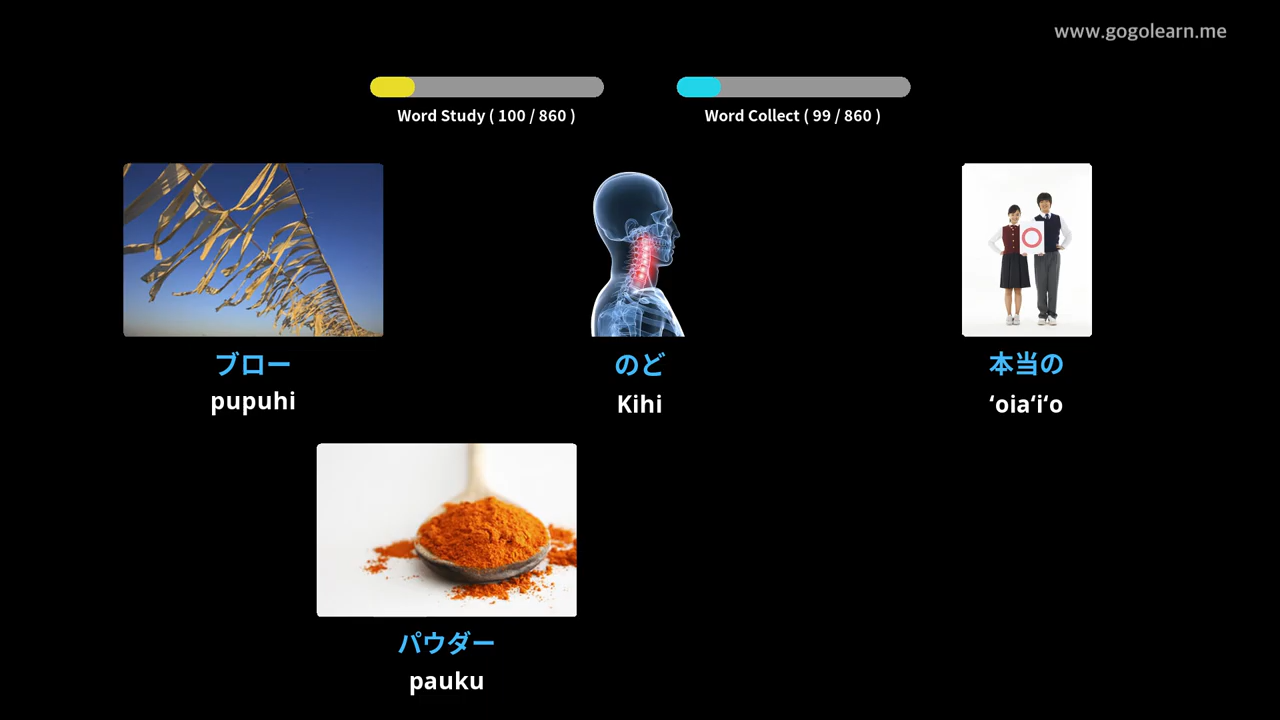 www.gogolearn.me
Word Study ( 100 / 860 )
Word Collect ( 99 / 860 )
ブロー
pupuhi
のど
Kihi
本当の
ʻoiaʻiʻo
パウダー
pauku